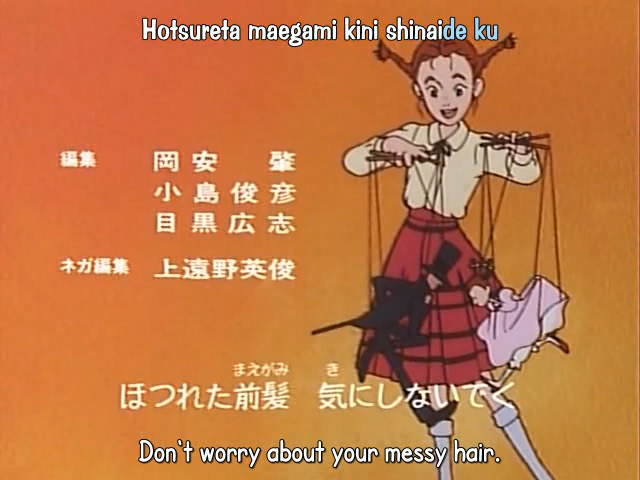 Hotsureta maegami kini shinaide ku
編集 岡安 肇
小島俊彦
目黒広志
ネガ編集 上遠野英俊
まえがみ き
ほつれた前髪 気にしないでく
Don't worry about your messy hair.